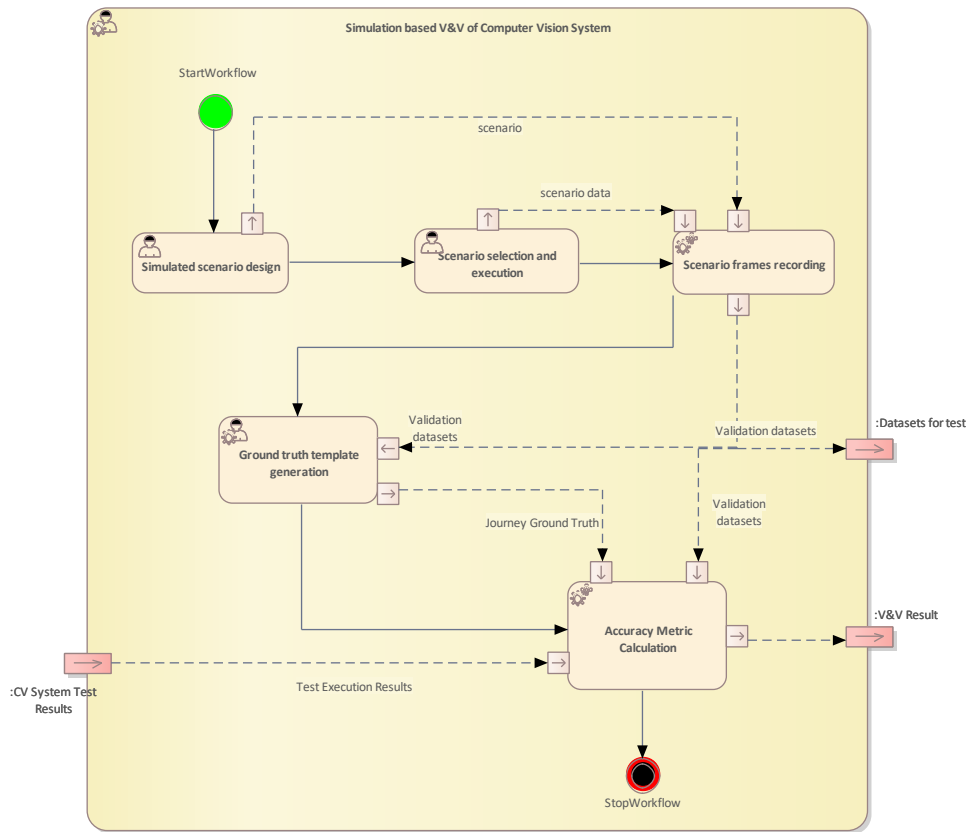 Simulation based V&V of Computer Vision System
StartWorkflow
scenario
scenario data
Simulated scenario design
Scenario selection and
execution
Scenario frames recording
Validation
datasets
Validation datasets
:Datasets for test
Ground truth template
generation
Validation
datasets
Journey Ground Truth
:V&V Result
Accuracy Metric
Calculation
:CV System Test
Results
Test Execution Results
StopWorkflow